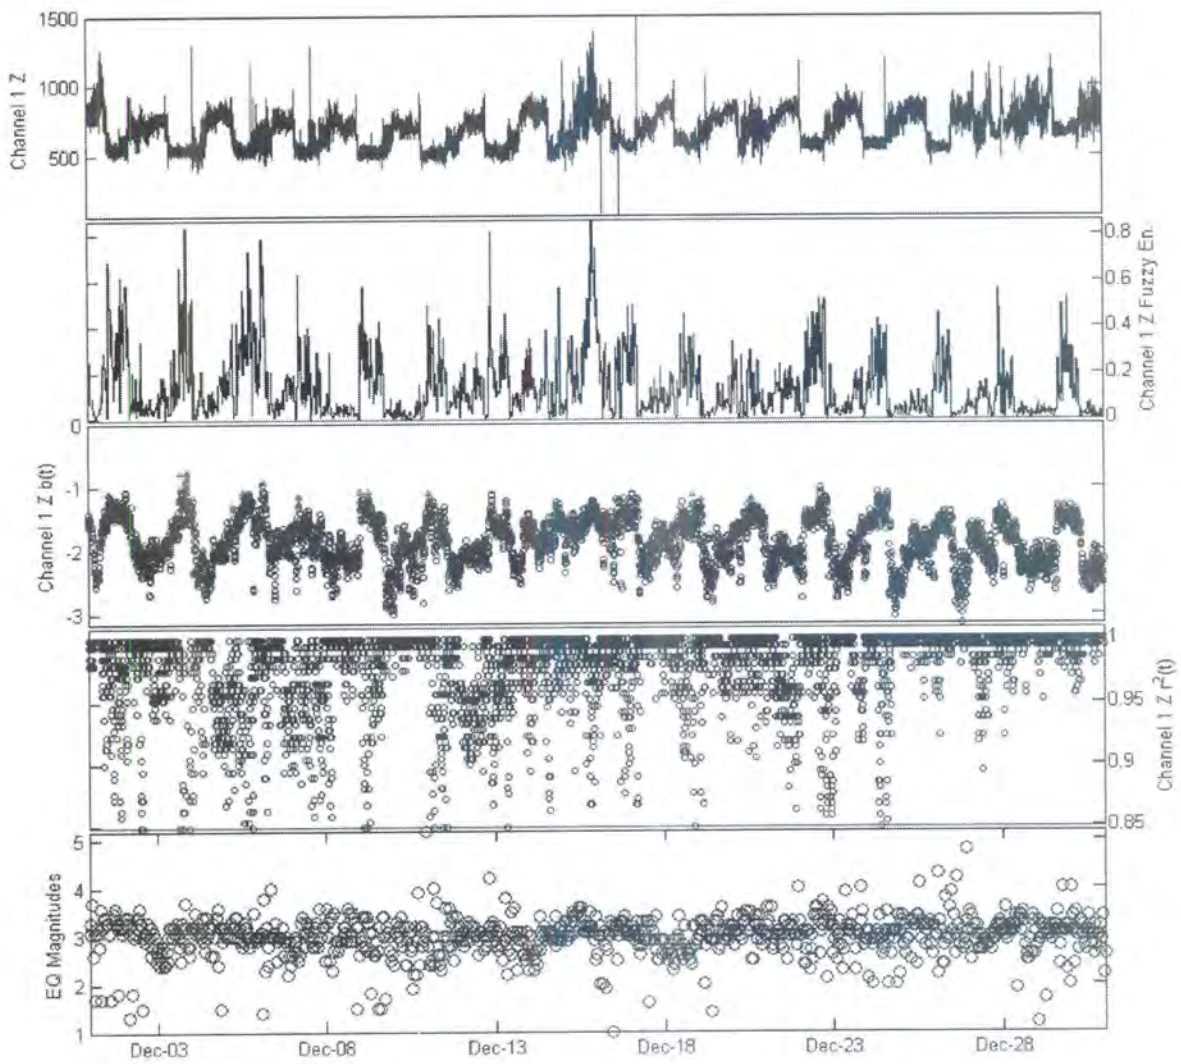 1500
1000
500
Channel 1 Z
0.8
0.6
0.4
0.2
0
Channel 1 Z Fuzzy En.
0
-1
-2
-3
Channel 1 Z b(t)
1
0.95
0.9
0.85
Channel 1 Z r²(t)
5
4
3
2
1
EQ Magnitudes
Dec-03
Dec-08
Dec-13
Dec-18
Dec-23
Dec-28